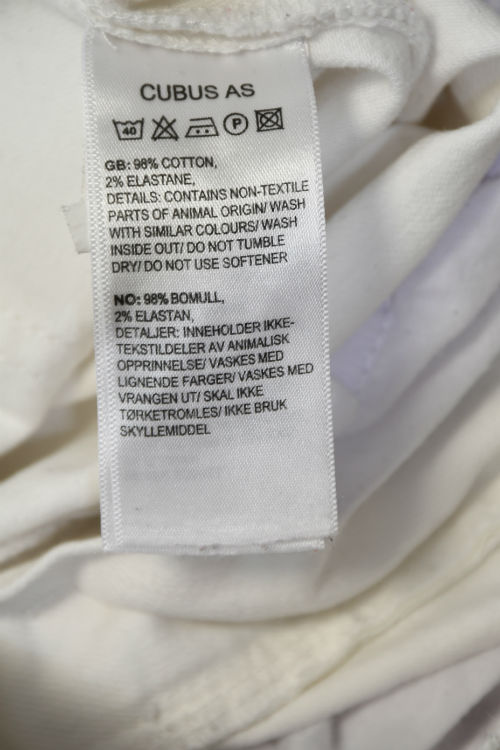 CUBUS AS
40 P
GB: 98% COTTON,
2% ELASTANE,
DETAILS: CONTAINS NON-TEXTILE
PARTS OF ANIMAL ORIGIN/ WASH
WITH SIMILAR COLOURS/ WASH
INSIDE OUT/ DO NOT TUMBLE
DRY/ DO NOT USE SOFTENER
NO: 98% BOMULL,
2% ELASTAN,
DETALJER: INNEHOLDER IKKE-
TEKSTILDELER AV ANIMALISK
OPPRINNELSE/ VASKES MED
LIGNENDE FARGER/ VASKES MED
VRANGEN UT/ SKAL IKKE
TØRKETROMLES/ IKKE BRUK
SKYLLEMIDDEL